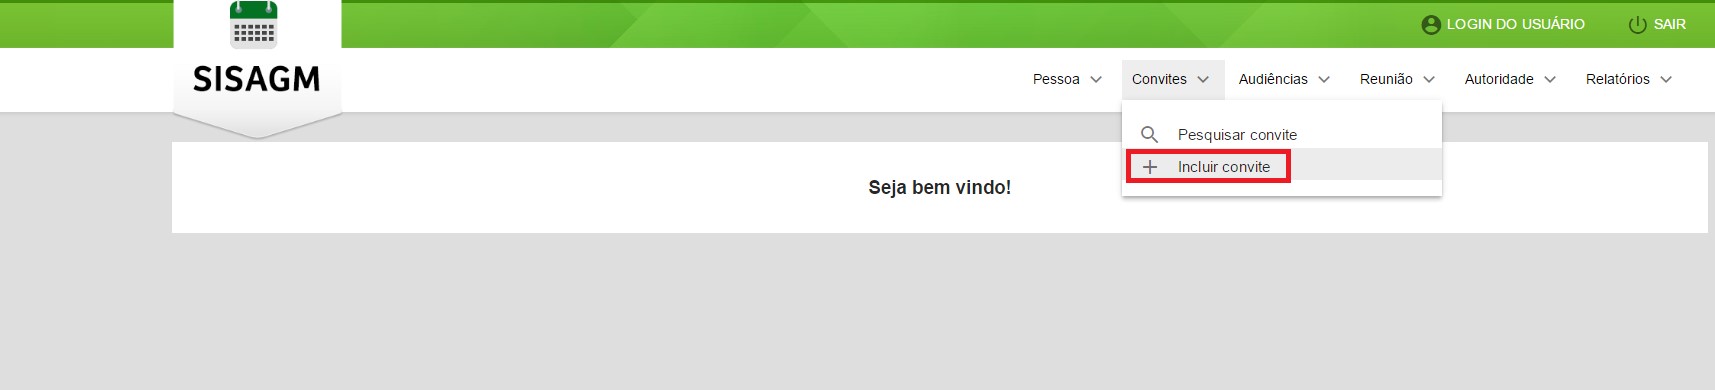 LOGIN DO USUÁRIO SAIR
SISAGM
Pessoa Convites Audiências Reunião Autoridade Relatórios
Pesquisar convite
Incluir convite
Seja bem vindo!